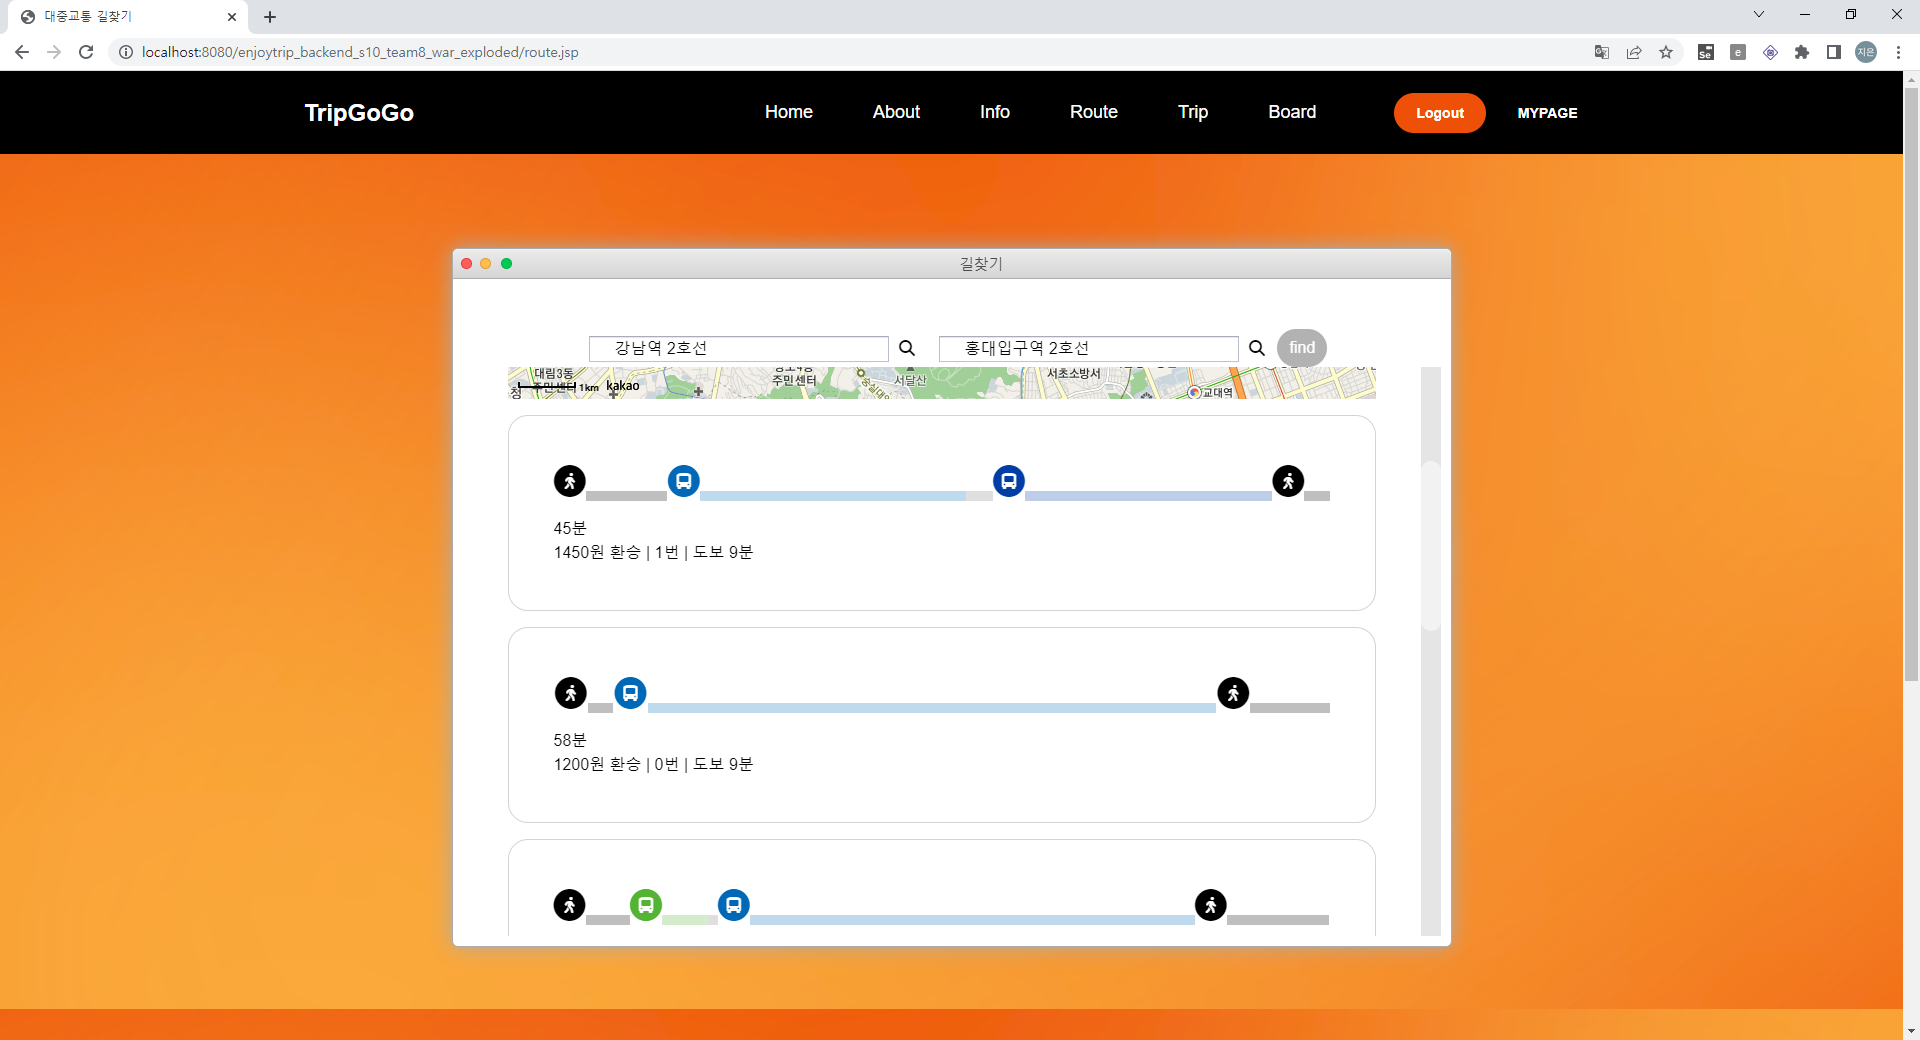 대중교통 길찾기
localhost:8080/enjoytrip_backend_s10_team8_war_exploded/route.jsp
Se
e
지은
TripGoGo
Home
About
Info
Route
Trip
Board
Logout
MYPAGE
길찾기
강남역 2호선
홍대입구역 2호선
find
대림3동
주민센터
1km
kakao
주민센터
서달산
서초소방서
교대역
45분
1450원 환승 | 1번 | 도보 9분
58분
1200원 환승 | 0번 | 도보 9분